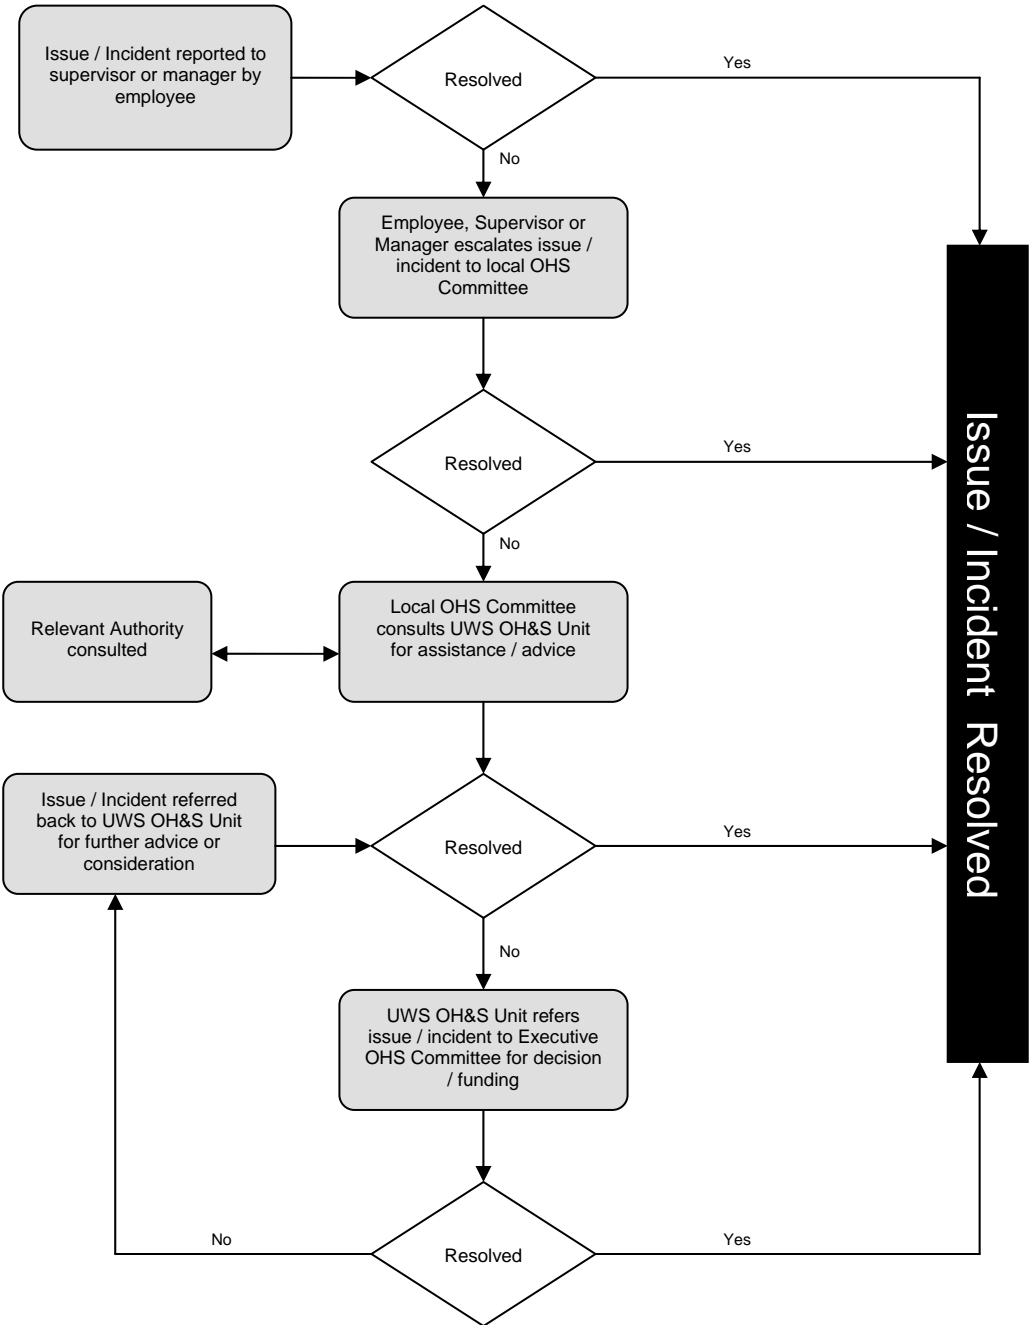 Issue / Incident reported to
supervisor or manager by
employee
Resolved
Yes
No
Employee, Supervisor or
Manager escalates issue /
incident to local OHS
Committee
Resolved
Yes
No
Local OHS Committee
consults UWS OH&S Unit
for assistance / advice
Relevant Authority
consulted
Issue / Incident referred
back to UWS OH&S Unit
for further advice or
consideration
Resolved
Yes
No
UWS OH&S Unit refers
issue / incident to Executive
OHS Committee for decision
/ funding
No
Resolved
Yes
Issue / Incident Resolved